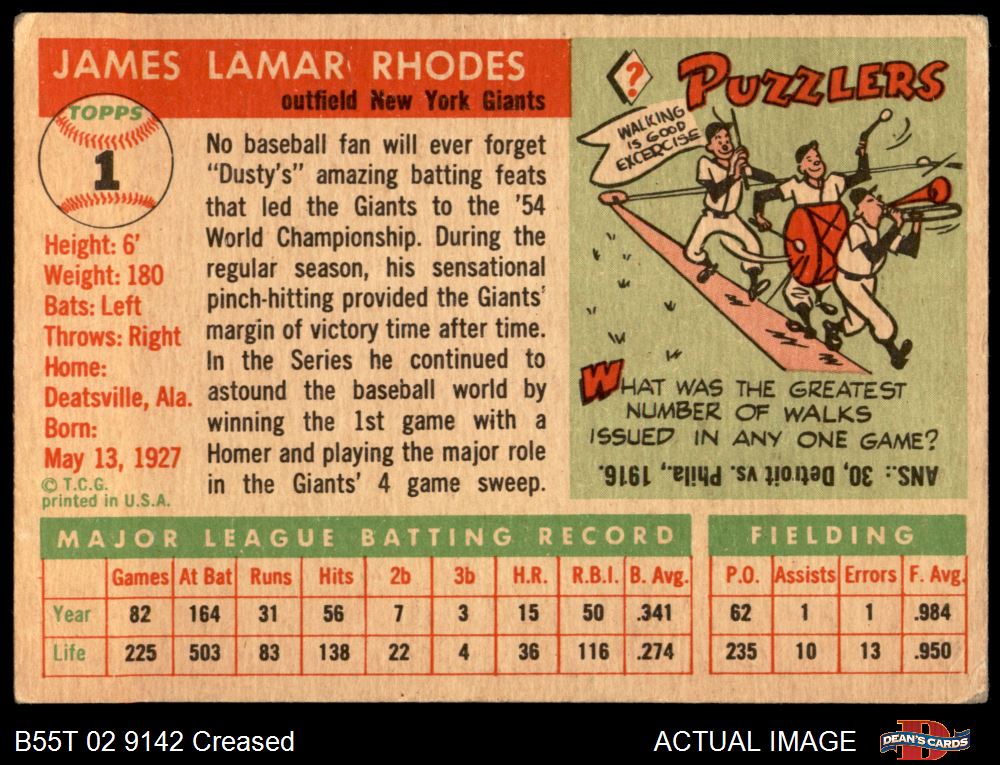 JAMES LAMAR RHODES
outfield New York Giants
TOPPS
1
Height: 6'
Weight: 180
Bats: Left
Throws: Right
Home:
Deatsville, Ala.
Born:
May 13, 1927
© T.C.G.
printed in U.S.A.
No baseball fan will ever forget
"Dusty's" amazing batting feats
that led the Giants to the '54
World Championship. During the
regular season, his sensational
pinch-hitting provided the Giants'
margin of victory time after time.
In the Series he continued to
astound the baseball world by
winning the 1st game with a
Homer and playing the major role
in the Giants' 4 game sweep.
?
PUZZLERS
WALKING
IS GOOD
EXCERCISE
WHAT WAS THE GREATEST
NUMBER OF WALKS
ISSUED IN ANY ONE GAME?
ANS.: 30, Detroit vs. Phila., 1916.
MAJOR LEAGUE BATTING RECORD
Games At Bat Runs Hits 2b 3b H.R. R.B.I. B. Avg.
Year 82 164 31 56 7 3 15 50 .341
Life 225 503 83 138 22 4 36 116 .274
FIELDING
P.O. Assists Errors F. Avg.
62 1 1 .984
235 10 13 .950
B55T 02 9142 Creased
ACTUAL IMAGE
D
DEAN'S CARDS